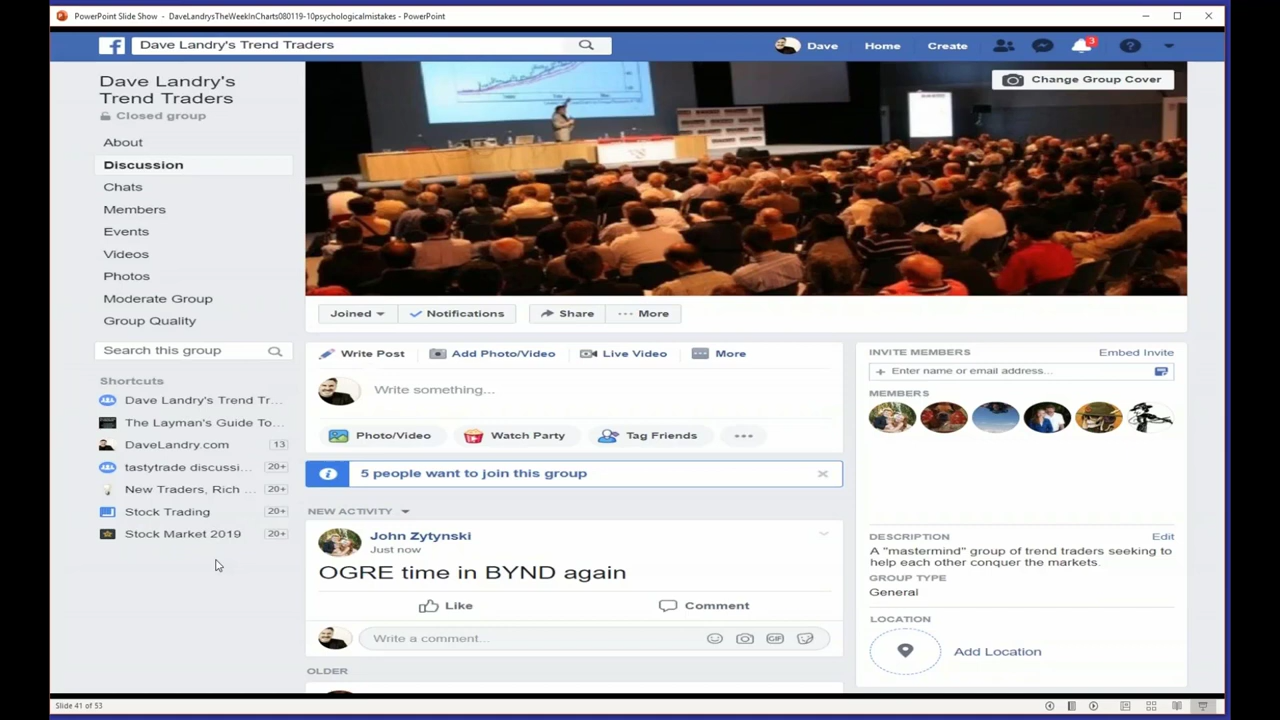 PowerPoint Slide Show - DaveLandrysTheWeekInCharts080119-10psychologicalmistakes - PowerPoint
Dave Landry's Trend Traders
Dave
Home
Create
3
Dave Landry's
Trend Traders
Closed group
About
Discussion
Chats
Members
Events
Videos
Photos
Moderate Group
Group Quality
Search this group
Shortcuts
Dave Landry's Trend Tr...
The Layman's Guide To...
DaveLandry.com 13
tastytrade discussi... 20+
New Traders, Rich ... 20+
Stock Trading 20+
Stock Market 2019 20+
Change Group Cover
Joined
Notifications
Share
More
Write Post
Add Photo/Video
Live Video
More
Write something...
Photo/Video
Watch Party
Tag Friends
5 people want to join this group
NEW ACTIVITY
John Zytynski
Just now
OGRE time in BYND again
Like
Comment
Write a comment...
GIF
OLDER
INVITE MEMBERS
Embed Invite
+ Enter name or email address...
MEMBERS
DESCRIPTION
Edit
A "mastermind" group of trend traders seeking to
help each other conquer the markets.
GROUP TYPE
General
LOCATION
Add Location
Slide 41 of 53